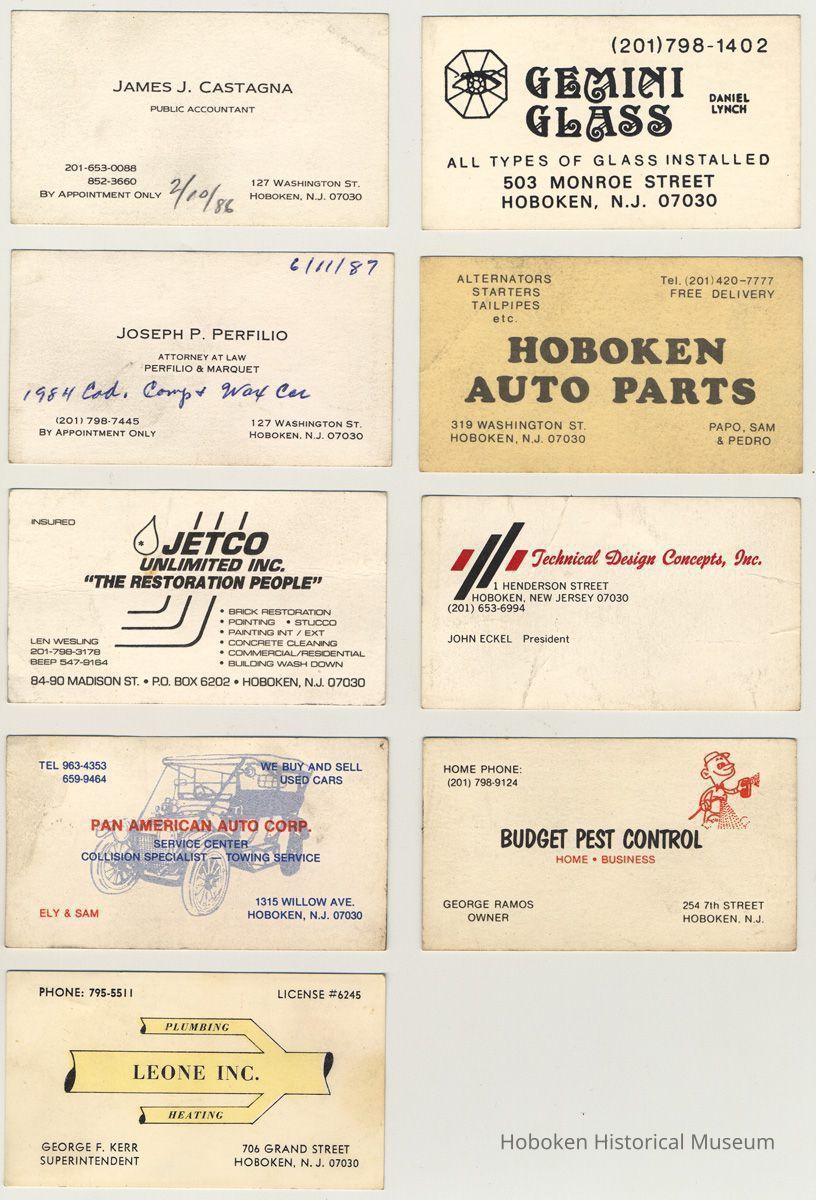 JAMES J. CASTAGNA
PUBLIC ACCOUNTANT
201-653-0088
852-3660
BY APPOINTMENT ONLY
2/10/86
127 WASHINGTON ST.
HOBOKEN, N.J. 07030
(201)798-1402
GEMINI
GLASS
DANIEL
LYNCH
ALL TYPES OF GLASS INSTALLED
503 MONROE STREET
HOBOKEN, N.J. 07030
6/11/87
JOSEPH P. PERFILIO
ATTORNEY AT LAW
PERFILIO & MARQUET
1984 Cad. Comp + Wax Car
(201) 798-7445
BY APPOINTMENT ONLY
127 WASHINGTON ST.
HOBOKEN, N.J. 07030
ALTERNATORS
STARTERS
TAILPIPES
etc.
Tel. (201) 420-7777
FREE DELIVERY
HOBOKEN
AUTO PARTS
319 WASHINGTON ST.
HOBOKEN, N.J. 07030
PAPO, SAM
& PEDRO
INSURED
JETCO
UNLIMITED INC.
"THE RESTORATION PEOPLE"
• BRICK RESTORATION
• POINTING • STUCCO
• PAINTING INT / EXT
• CONCRETE CLEANING
• COMMERCIAL/RESIDENTIAL
• BUILDING WASH DOWN
LEN WESLING
201-798-3178
BEEP 547-9164
84-90 MADISON ST. • P.O. BOX 6202 • HOBOKEN, N.J. 07030
Technical Design Concepts, Inc.
1 HENDERSON STREET
HOBOKEN, NEW JERSEY 07030
(201) 653-6994
JOHN ECKEL President
TEL 963-4353
659-9464
WE BUY AND SELL
USED CARS
PAN AMERICAN AUTO CORP.
SERVICE CENTER
COLLISION SPECIALIST — TOWING SERVICE
ELY & SAM
1315 WILLOW AVE.
HOBOKEN, N.J. 07030
HOME PHONE:
(201) 798-9124
BUDGET PEST CONTROL
HOME • BUSINESS
GEORGE RAMOS
OWNER
254 7th STREET
HOBOKEN, N.J.
PHONE: 795-5511
LICENSE #6245
PLUMBING
LEONE INC.
HEATING
GEORGE F. KERR
SUPERINTENDENT
706 GRAND STREET
HOBOKEN, N. J. 07030
Hoboken Historical Museum